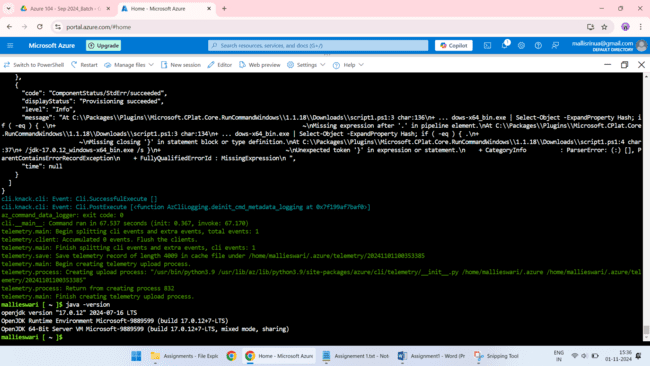 Azure 104 - Sep 2024_Batch - S
Home - Microsoft Azure
portal.azure.com/#home
Microsoft Azure
Upgrade
Search resources, services, and docs (G+/)
Copilot
1
mallisrinua@gmail.com
DEFAULT DIRECTORY
Switch to PowerShell
Restart
Manage files
New session
Editor
Web preview
Settings
Help
},
{
"code": "ComponentStatus/StdErr/succeeded",
"displayStatus": "Provisioning succeeded",
"level": "Info",
"message": "At C:\\Packages\\Plugins\\Microsoft.CPlat.Core.RunCommandWindows\\1.1.18\\Downloads\\script1.ps1:3 char:136\n+ ... dows-x64_bin.exe | Select-Object -ExpandProperty Hash; i
f ( -eq ) { .\n+ ~\nMissing expression after '.' in pipeline element.\nAt C:\\Packages\\Plugins\\Microsoft.CPlat.Core
.RunCommandWindows\\1.1.18\\Downloads\\script1.ps1:3 char:134\n+ ... dows-x64_bin.exe | Select-Object -ExpandProperty Hash; if ( -eq ) { .\n+
~\nMissing closing '}' in statement block or type definition.\nAt C:\\Packages\\Plugins\\Microsoft.CPlat.Core.RunCommandWindows\\1.1.18\\Downloads\\script1.ps1:4 char
:37\n+ /jdk-17.0.12_windows-x64_bin.exe /s }\n+ ~\nUnexpected token '}' in expression or statement.\n + CategoryInfo : ParserError: (:) [], P
arentContainsErrorRecordException\n + FullyQualifiedErrorId : MissingExpression\n ",
"time": null
}
]
}
cli.knack.cli: Event: Cli.SuccessfulExecute []
cli.knack.cli: Event: Cli.PostExecute [<function AzCliLogging.deinit_cmd_metadata_logging at 0x7f199af7baf0>]
az_command_data_logger: exit code: 0
cli.__main__: Command ran in 67.537 seconds (init: 0.367, invoke: 67.170)
telemetry.main: Begin splitting cli events and extra events, total events: 1
telemetry.client: Accumulated 0 events. Flush the clients.
telemetry.main: Finish splitting cli events and extra events, cli events: 1
telemetry.save: Save telemetry record of length 4009 in cache file under /home/mallieswari/.azure/telemetry/20241101100353385
telemetry.main: Begin creating telemetry upload process.
telemetry.process: Creating upload process: "/usr/bin/python3.9 /usr/lib/az/lib/python3.9/site-packages/azure/cli/telemetry/__init__.py /home/mallieswari/.azure /home/mallieswari/.azure/tel
emetry/20241101100353385"
telemetry.process: Return from creating process 832
telemetry.main: Finish creating telemetry upload process.
mallieswari [ ~ ]$ java -version
openjdk version "17.0.12" 2024-07-16 LTS
OpenJDK Runtime Environment Microsoft-9889599 (build 17.0.12+7-LTS)
OpenJDK 64-Bit Server VM Microsoft-9889599 (build 17.0.12+7-LTS, mixed mode, sharing)
mallieswari [ ~ ]$
Assignments - File Expl
Home - Microsoft Azure
Assignement 1.txt - Not
Assignment1 - Word (Pr
Snipping Tool
ENG
IN
15:36
01-11-2024